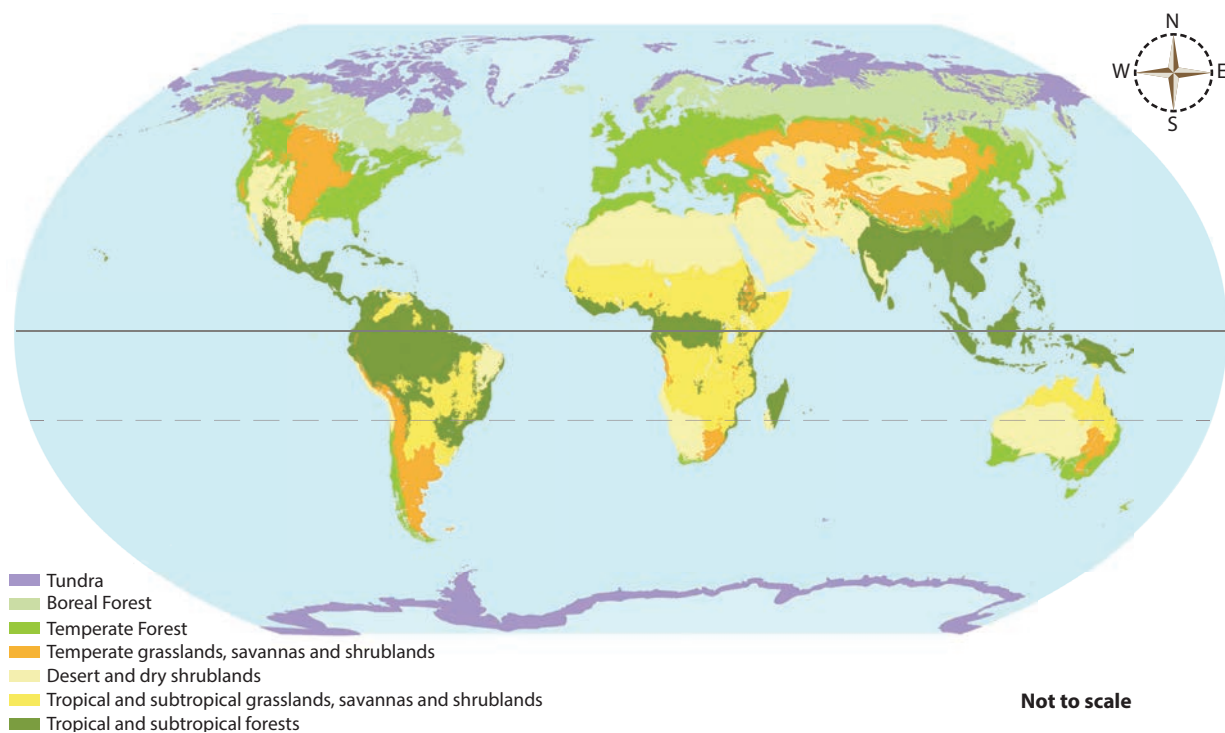 N
W E
S
Tundra
Boreal Forest
Temperate Forest
Temperate grasslands, savannas and shrublands
Desert and dry shrublands
Tropical and subtropical grasslands, savannas and shrublands
Tropical and subtropical forests
Not to scale